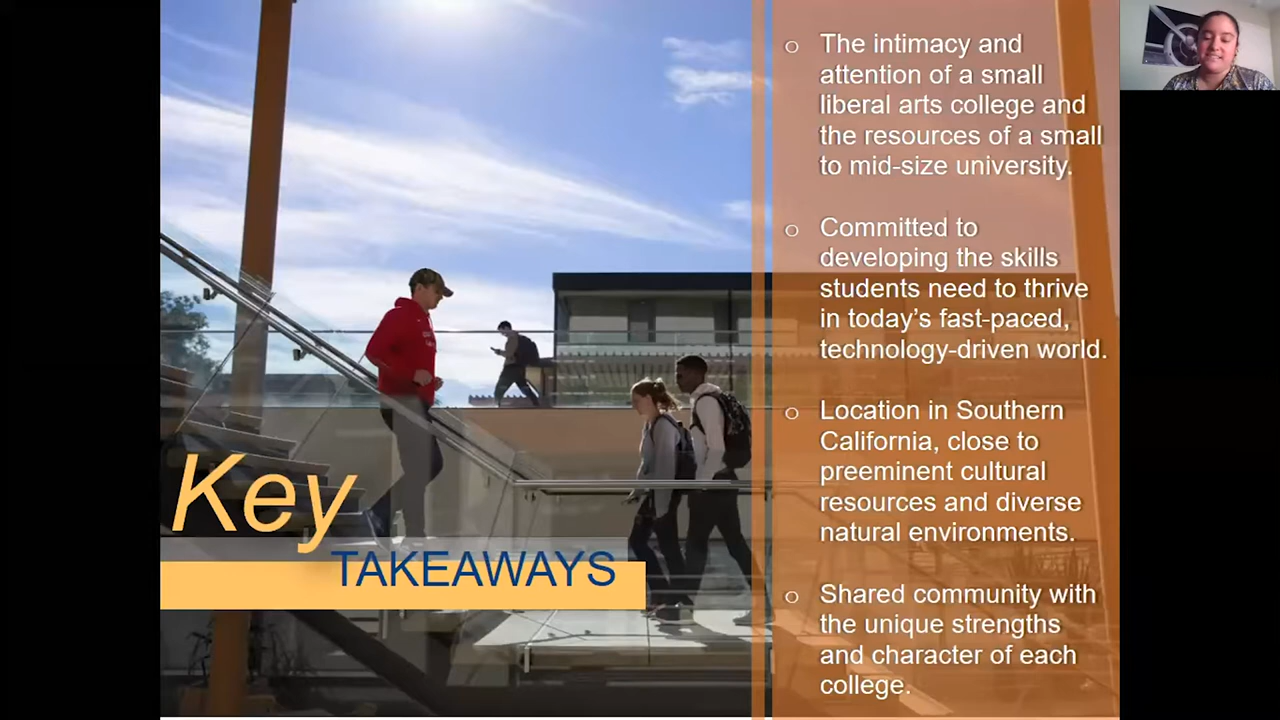 Key
TAKEAWAYS
o The intimacy and
attention of a small
liberal arts college and
the resources of a small
to mid-size university.
o Committed to
developing the skills
students need to thrive
in today's fast-paced,
technology-driven world.
o Location in Southern
California, close to
preeminent cultural
resources and diverse
natural environments.
o Shared community with
the unique strengths
and character of each
college.